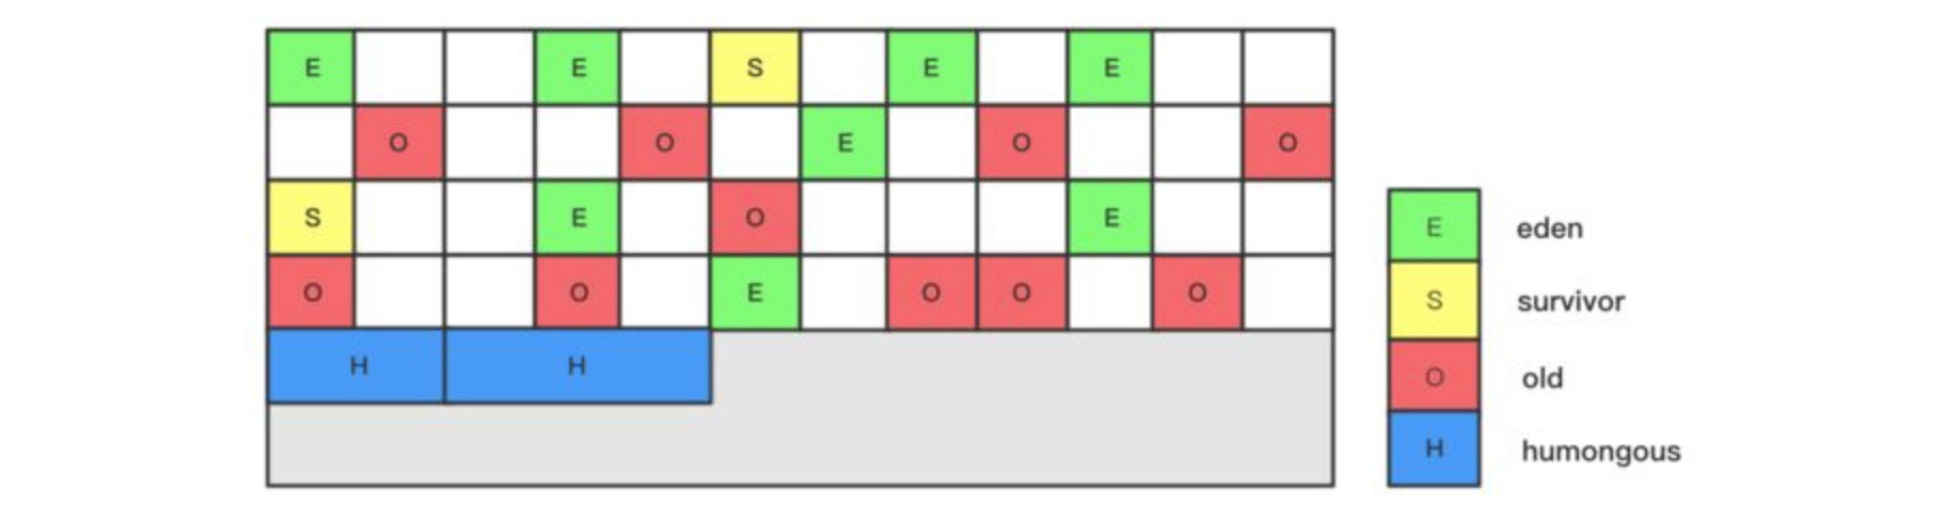 E E S E E
O O E O O
S E O E
O O E O O O
H H
E eden
S survivor
O old
H humongous